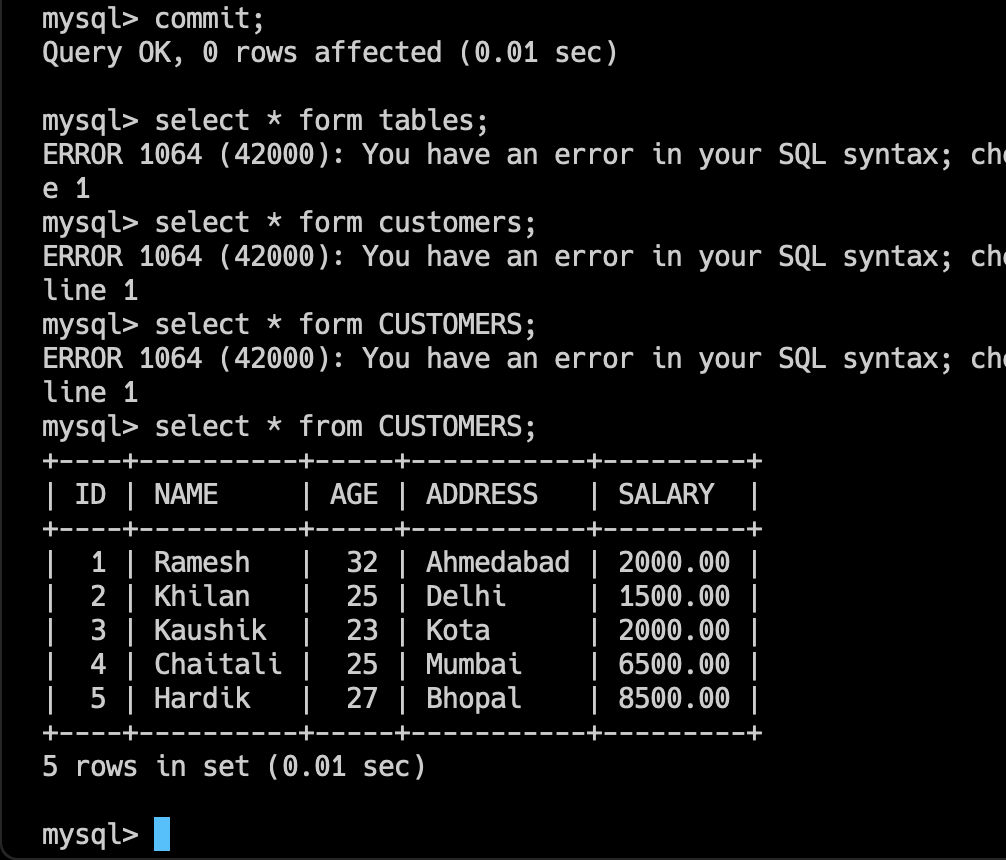 mysql> commit;
Query OK, 0 rows affected (0.01 sec)
mysql> select * form tables;
ERROR 1064 (42000): You have an error in your SQL syntax; che
e 1
mysql> select * form customers;
ERROR 1064 (42000): You have an error in your SQL syntax; che
line 1
mysql> select * form CUSTOMERS;
ERROR 1064 (42000): You have an error in your SQL syntax; che
line 1
mysql> select * from CUSTOMERS;
+----+----------+-----+-----------+---------+
| ID | NAME     | AGE | ADDRESS   | SALARY  |
+----+----------+-----+-----------+---------+
|  1 | Ramesh   |  32 | Ahmedabad | 2000.00 |
|  2 | Khilan   |  25 | Delhi     | 1500.00 |
|  3 | Kaushik  |  23 | Kota      | 2000.00 |
|  4 | Chaitali |  25 | Mumbai    | 6500.00 |
|  5 | Hardik   |  27 | Bhopal    | 8500.00 |
+----+----------+-----+-----------+---------+
5 rows in set (0.01 sec)
mysql>